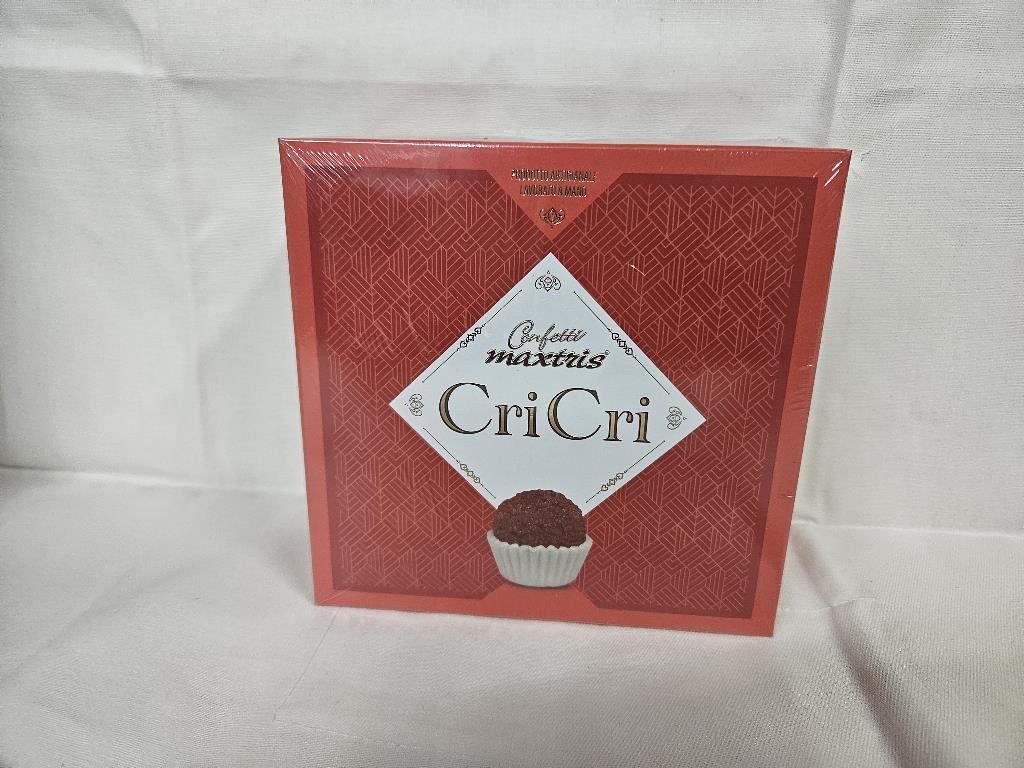 PRODOTTO ARTIGIANALE
LAVORATO A MANO
Confetti
maxtris®
CriCri